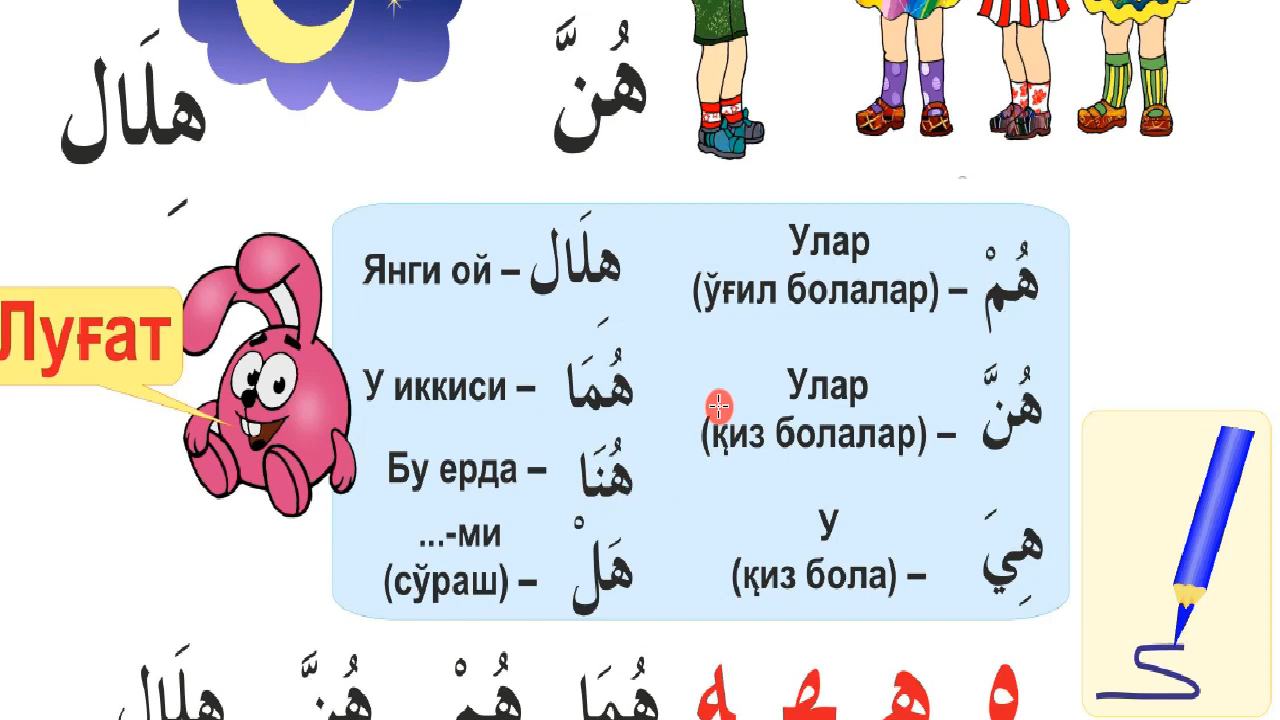 هُنَّ
هِلَال
Луғат
هُمْ – Улар
(ўғил болалар)
هُنَّ – Улар
(қиз болалар)
هِيَ – У
(қиз бола)
هِلَال – Янги ой
هُمَا – У иккиси
هُنَا – Бу ерда
هَلْ – ...-ми
(сўраш)
ه ه ه ه هُمَا هُمْ هُنَّ هِلَال